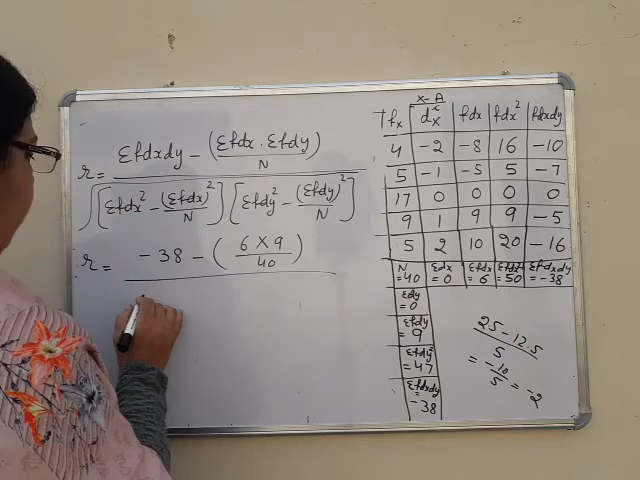 r = Σfdxdy - (Σfdx . Σfdy / N) / √[Σfdx² - (Σfdx)² / N] [Σfdy² - (Σfdy)² / N]
r = -38 - (6 × 9 / 40)
x - A / i
Tfx dx fdx fdx² fdxdy
4 -2 -8 16 -10
5 -1 -5 5 -7
17 0 0 0 0
9 1 9 9 -5
5 2 10 20 -16
N = 40 Σdx = 0 Σfdx = 6 Σfdx² = 50 Σfdxdy = -38
Σdy = 0
Σfdy = 9
Σfdy² = 47
Σfdxdy = -38
25 - 12.5 / 5
= -10 / 5 = -2